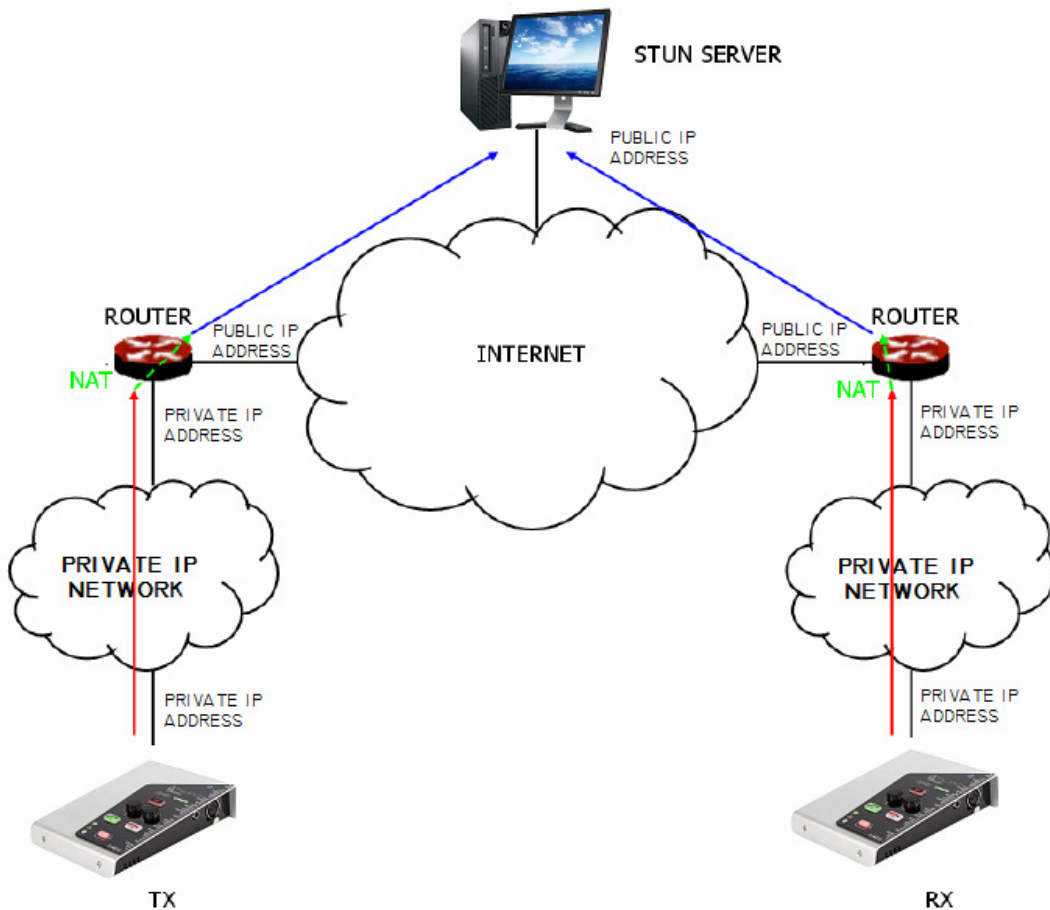 STUN SERVER
PUBLIC IP
ADDRESS
ROUTER
ROUTER
PUBLIC IP
ADDRESS
PUBLIC IP
ADDRESS
INTERNET
NAT
NAT
PRIVATE IP
ADDRESS
PRIVATE IP
ADDRESS
PRIVATE IP
NETWORK
PRIVATE IP
NETWORK
PRIVATE IP
ADDRESS
PRIVATE IP
ADDRESS
TX
RX